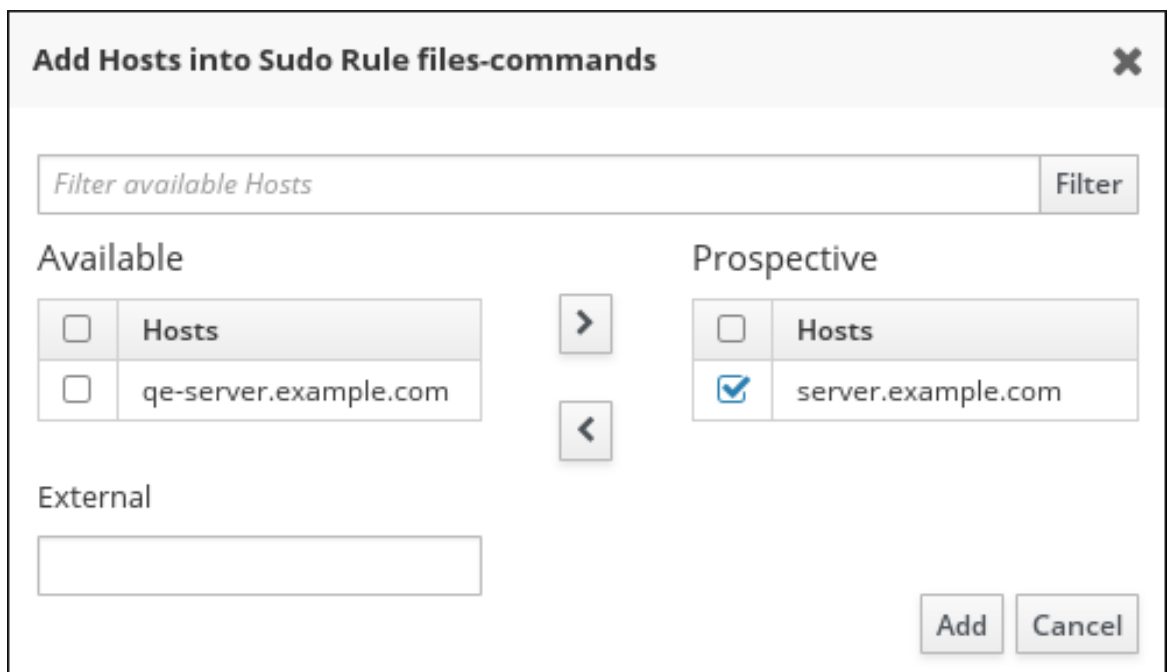 Add Hosts into Sudo Rule files-commands
Filter available Hosts
Filter
Available
Prospective
Hosts
Hosts
qe-server.example.com
server.example.com
External
Add
Cancel